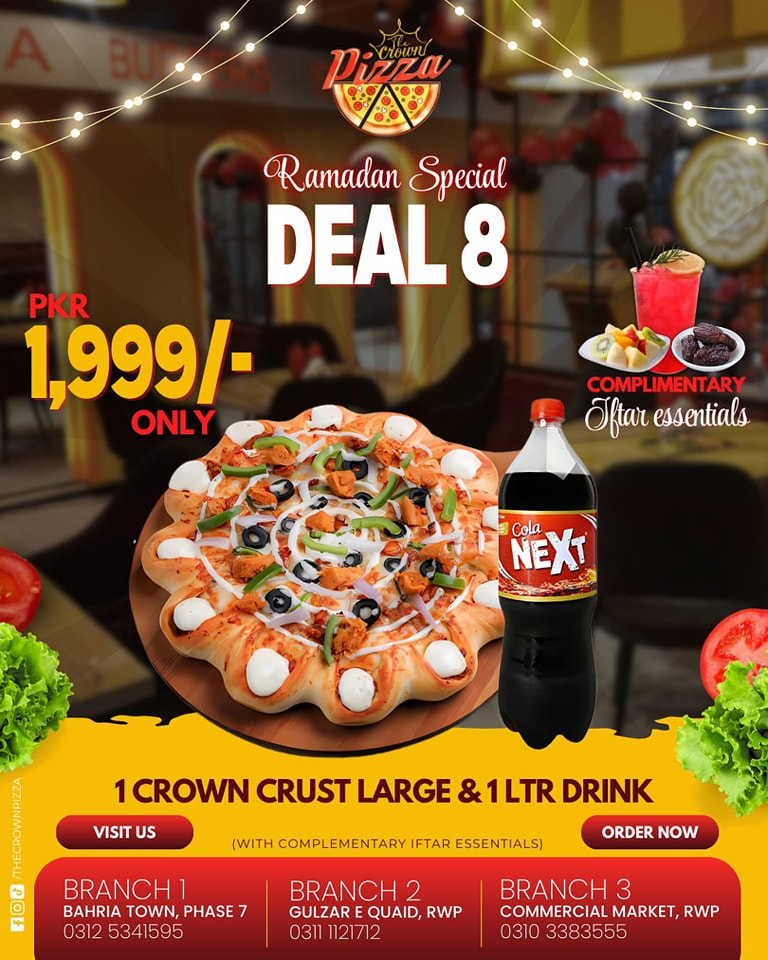 A BURGERS
The
Crown
Pizza
Ramadan Special
DEAL 8
PKR
1,999/-
ONLY
COMPLIMENTARY
Iftar essentials
Cola
NEXT
1 CROWN CRUST LARGE & 1 LTR DRINK
VISIT US
(WITH COMPLEMENTARY IFTAR ESSENTIALS)
ORDER NOW
/THECROWNPIZZA
BRANCH 1
BAHRIA TOWN, PHASE 7
0312 5341595
BRANCH 2
GULZAR E QUAID, RWP
0311 1121712
BRANCH 3
COMMERCIAL MARKET, RWP
0310 3383555